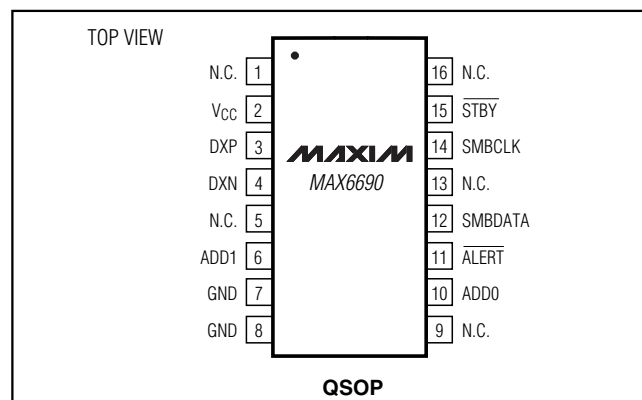 TOP VIEW
N.C. 1
VCC 2
DXP 3
DXN 4
N.C. 5
ADD1 6
GND 7
GND 8
MAXIM
MAX6690
16 N.C.
15 STBY
14 SMBCLK
13 N.C.
12 SMBDATA
11 ALERT
10 ADD0
9 N.C.
QSOP